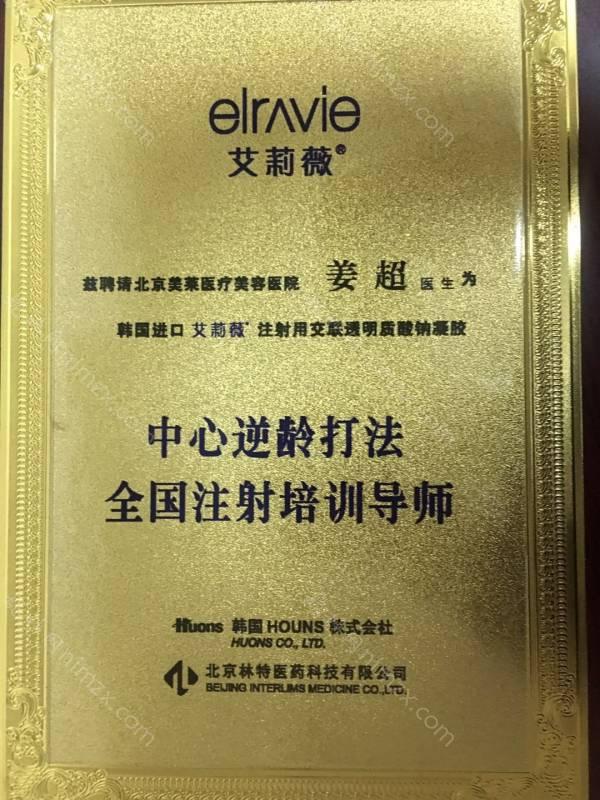 elravie
艾莉薇®
兹聘请北京美莱医疗美容医院 姜超 医生为
韩国进口 艾莉薇® 注射用交联透明质酸钠凝胶
中心逆龄打法
全国注射培训导师
Huons 韩国 HOUNS 株式会社
HUONS CO., LTD.
北京林特医药科技有限公司
BEIJING INTERLIMS MEDICINE CO.,LTD.